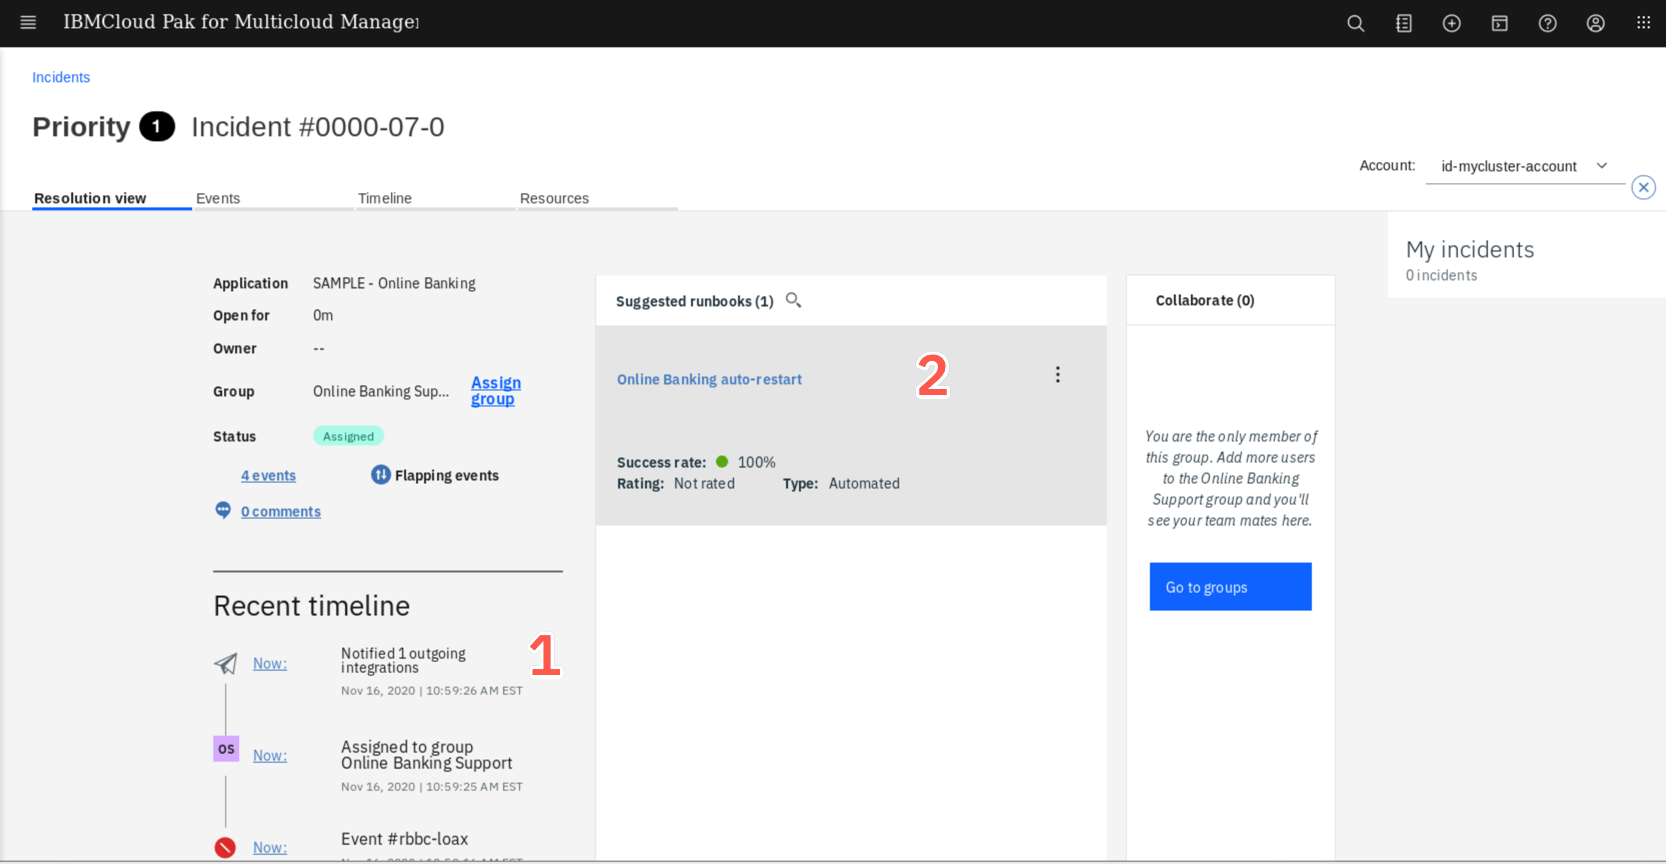 IBMCloud Pak for Multicloud Manage
Incidents
Priority 1 Incident #0000-07-0
Account: id-mycluster-account
Resolution view Events Timeline Resources
My incidents
0 incidents
Application SAMPLE - Online Banking
Open for 0m
Owner --
Group Online Banking Sup... Assign group
Status Assigned
4 events Flapping events
0 comments
Recent timeline
Now: Notified 1 outgoing
integrations
Nov 16, 2020 | 10:59:26 AM EST
1
OS Now: Assigned to group
Online Banking Support
Nov 16, 2020 | 10:59:25 AM EST
Now: Event #rbbc-loax
Suggested runbooks (1)
Online Banking auto-restart
2
Success rate: 100%
Rating: Not rated Type: Automated
Collaborate (0)
You are the only member of
this group. Add more users
to the Online Banking
Support group and you'll
see your team mates here.
Go to groups